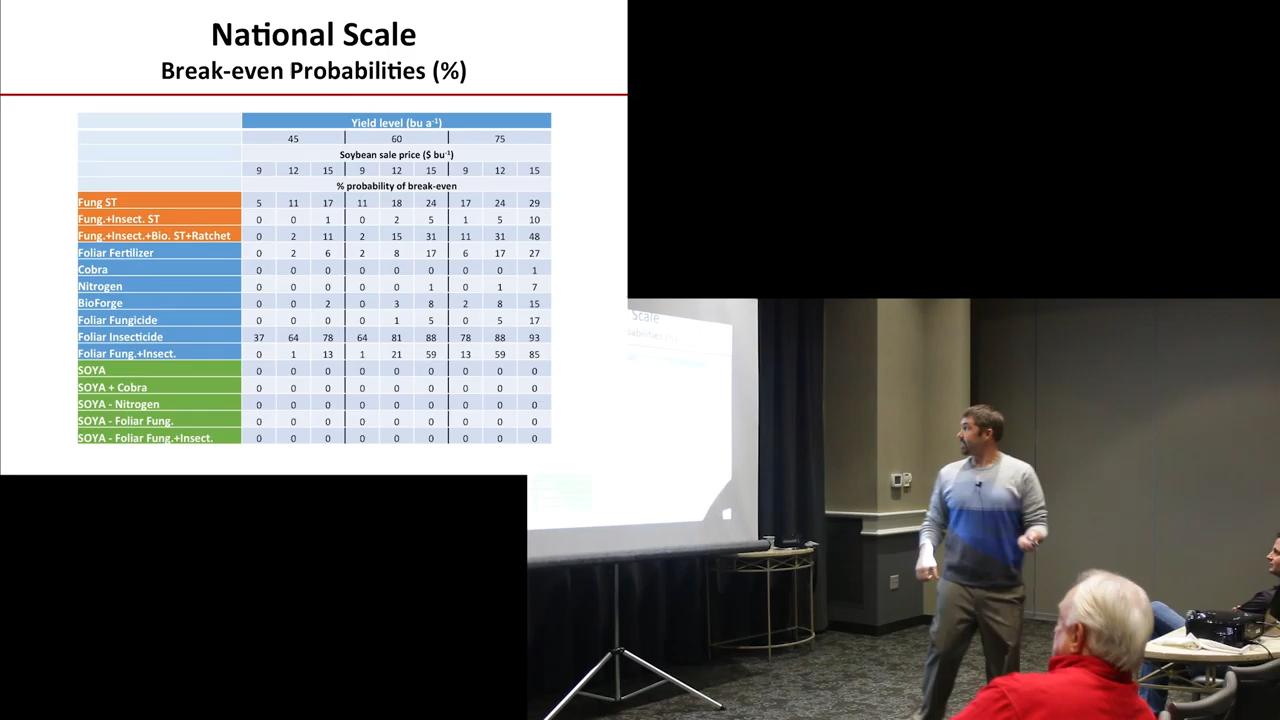 National Scale
Break-even Probabilities (%)
Yield level (bu a-1)
45 60 75
Soybean sale price ($ bu-1)
9 12 15 9 12 15 9 12 15
% probability of break-even
Fung ST 5 11 17 11 18 24 17 24 29
Fung.+Insect. ST 0 0 1 0 2 5 1 5 10
Fung.+Insect.+Bio. ST+Ratchet 0 2 11 2 15 31 11 31 48
Foliar Fertilizer 0 2 6 2 8 17 6 17 27
Cobra 0 0 0 0 0 0 0 0 1
Nitrogen 0 0 0 0 0 1 0 1 7
BioForge 0 0 2 0 3 8 2 8 15
Foliar Fungicide 0 0 0 0 1 5 0 5 17
Foliar Insecticide 37 64 78 64 81 88 78 88 93
Foliar Fung.+Insect. 0 1 13 1 21 59 13 59 85
SOYA 0 0 0 0 0 0 0 0 0
SOYA + Cobra 0 0 0 0 0 0 0 0 0
SOYA - Nitrogen 0 0 0 0 0 0 0 0 0
SOYA - Foliar Fung. 0 0 0 0 0 0 0 0 0
SOYA - Foliar Fung.+Insect. 0 0 0 0 0 0 0 0 0
Scale